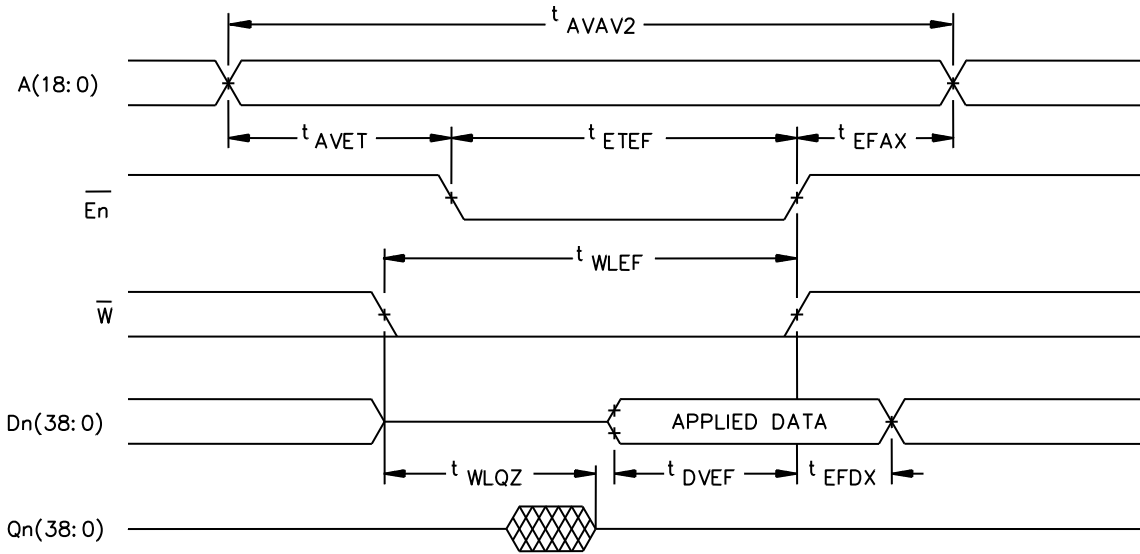 t AVAV2
A(18:0)
t AVET t ETEF t EFAX
En
t WLEF
W
Dn(38:0) APPLIED DATA
t WLQZ t DVEF t EFDX
Qn(38:0)